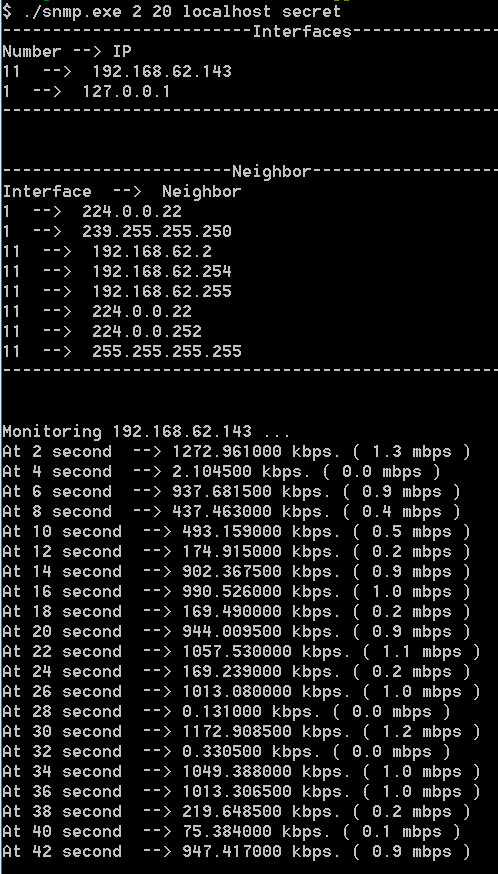 $ ./snmp.exe 2 20 localhost secret
-------------------------Interfaces---------------
Number --> IP
11  -->  192.168.62.143
1  -->  127.0.0.1
--------------------------------------------------
-----------------------Neighbor-------------------
Interface  -->  Neighbor
1  -->  224.0.0.22
1  -->  239.255.255.250
11  -->  192.168.62.2
11  -->  192.168.62.254
11  -->  192.168.62.255
11  -->  224.0.0.22
11  -->  224.0.0.252
11  -->  255.255.255.255
--------------------------------------------------
Monitoring 192.168.62.143 ...
At 2 second  --> 1272.961000 kbps. ( 1.3 mbps )
At 4 second  --> 2.104500 kbps. ( 0.0 mbps )
At 6 second  --> 937.681500 kbps. ( 0.9 mbps )
At 8 second  --> 437.463000 kbps. ( 0.4 mbps )
At 10 second  --> 493.159000 kbps. ( 0.5 mbps )
At 12 second  --> 174.915000 kbps. ( 0.2 mbps )
At 14 second  --> 902.367500 kbps. ( 0.9 mbps )
At 16 second  --> 990.526000 kbps. ( 1.0 mbps )
At 18 second  --> 169.490000 kbps. ( 0.2 mbps )
At 20 second  --> 944.009500 kbps. ( 0.9 mbps )
At 22 second  --> 1057.530000 kbps. ( 1.1 mbps )
At 24 second  --> 169.239000 kbps. ( 0.2 mbps )
At 26 second  --> 1013.080000 kbps. ( 1.0 mbps )
At 28 second  --> 0.131000 kbps. ( 0.0 mbps )
At 30 second  --> 1172.908500 kbps. ( 1.2 mbps )
At 32 second  --> 0.330500 kbps. ( 0.0 mbps )
At 34 second  --> 1049.388000 kbps. ( 1.0 mbps )
At 36 second  --> 1013.306500 kbps. ( 1.0 mbps )
At 38 second  --> 219.648500 kbps. ( 0.2 mbps )
At 40 second  --> 75.384000 kbps. ( 0.1 mbps )
At 42 second  --> 947.417000 kbps. ( 0.9 mbps )